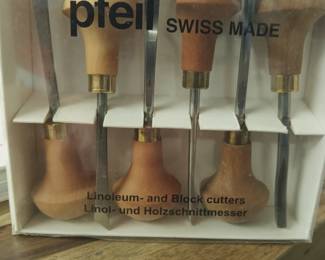 pfeil
SWISS MADE
Linoleum- and Block cutters
Linol- und Holzschnittmesser